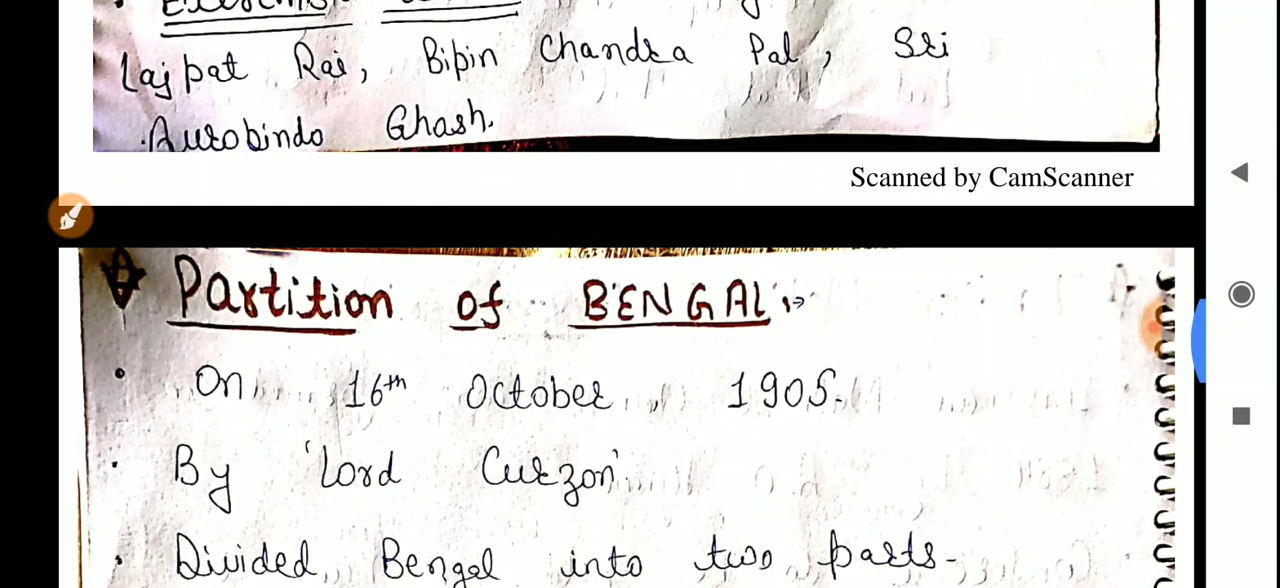 Lajpat Rai, Bipin Chandra Pal, Sri
Aurobindo Ghash.
Scanned by CamScanner
Partition of BENGAL :→
• On 16th October 1905.
• By 'Lord Curzon'
• Divided Bengal into two parts-